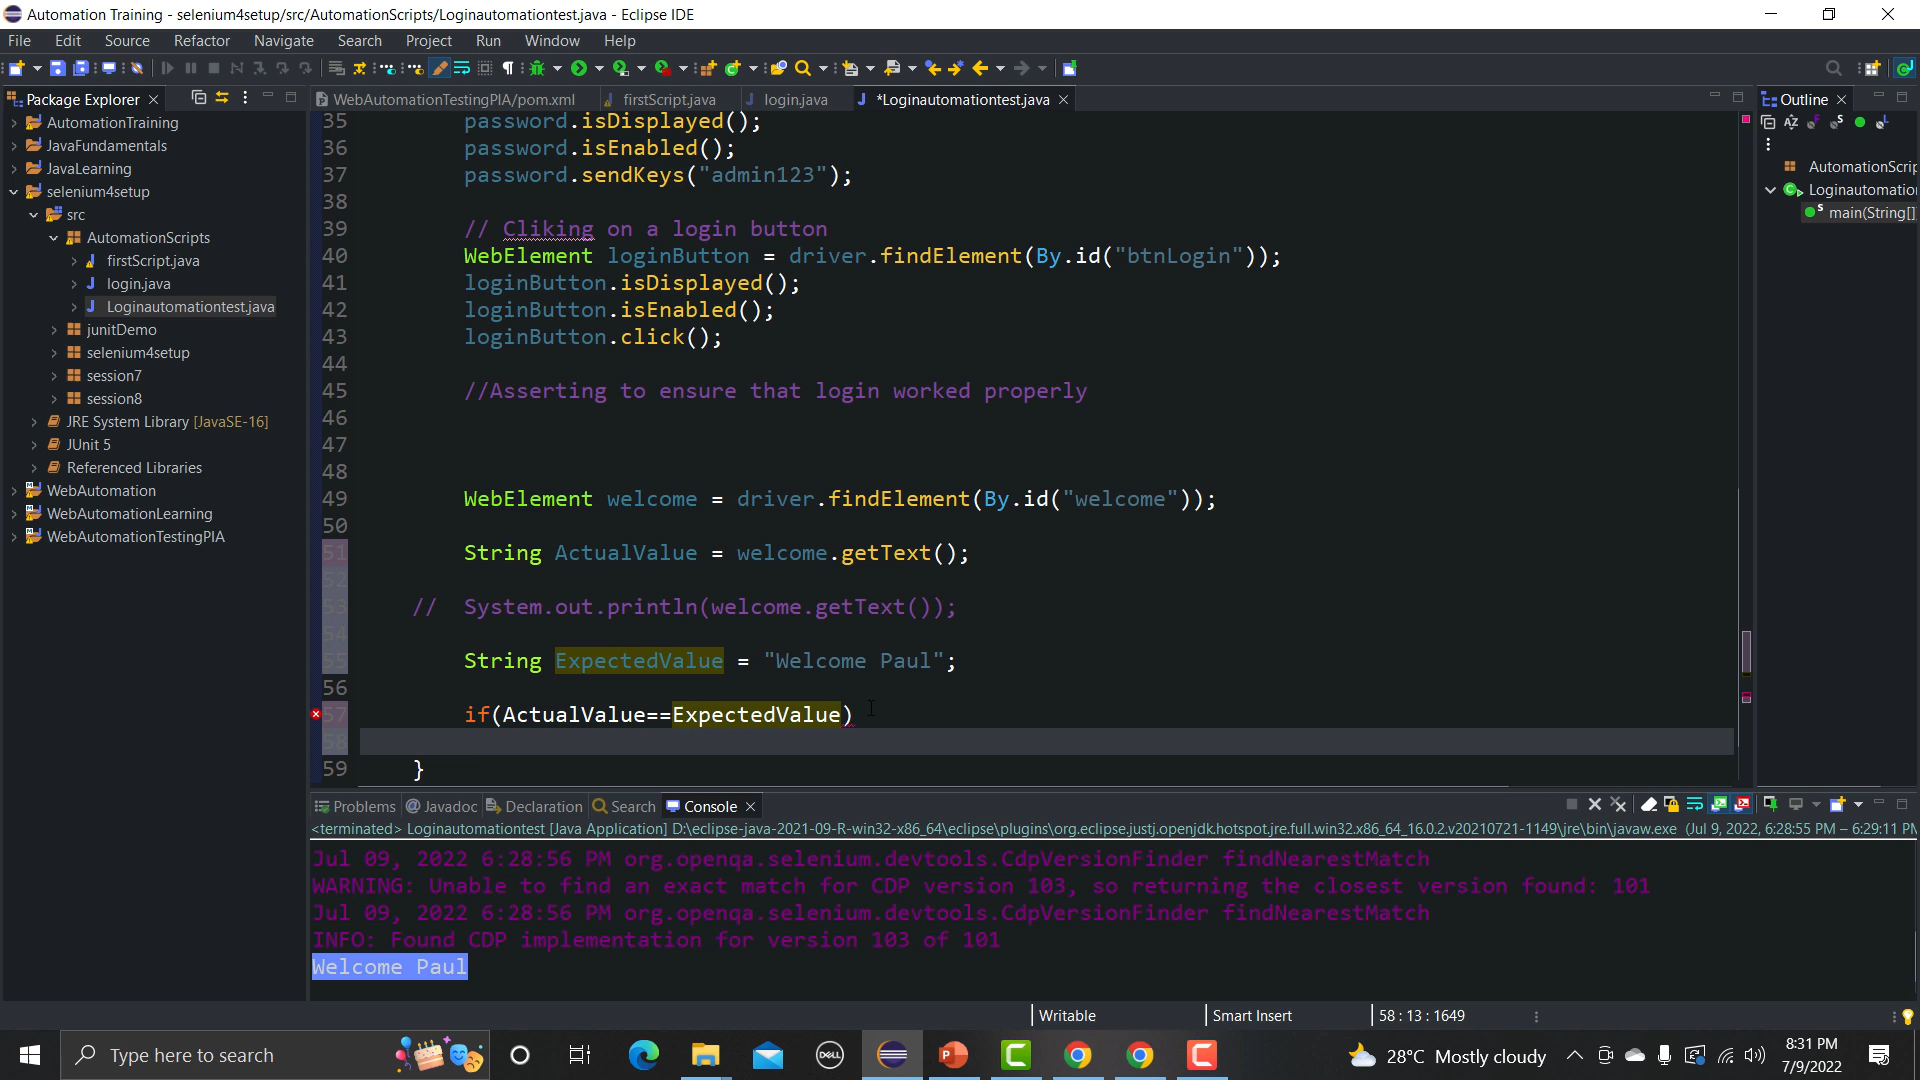 Automation Training - selenium4setup/src/AutomationScripts/Loginautomationtest.java - Eclipse IDE
File Edit Source Refactor Navigate Search Project Run Window Help
Package Explorer
WebAutomationTestingPIA/pom.xml firstScript.java login.java *Loginautomationtest.java
Outline
AutomationTraining
JavaFundamentals
JavaLearning
selenium4setup
src
AutomationScripts
firstScript.java
login.java
Loginautomationtest.java
junitDemo
selenium4setup
session7
session8
JRE System Library [JavaSE-16]
JUnit 5
Referenced Libraries
WebAutomation
WebAutomationLearning
WebAutomationTestingPIA
35 password.isDisplayed();
36 password.isEnabled();
37 password.sendKeys("admin123");
38
39 // Cliking on a login button
40 WebElement loginButton = driver.findElement(By.id("btnLogin"));
41 loginButton.isDisplayed();
42 loginButton.isEnabled();
43 loginButton.click();
44
45 //Asserting to ensure that login worked properly
46
47
48
49 WebElement welcome = driver.findElement(By.id("welcome"));
50
51 String ActualValue = welcome.getText();
52
53 // System.out.println(welcome.getText());
54
55 String ExpectedValue = "Welcome Paul";
56
57 if(ActualValue==ExpectedValue)
58
59 }
AutomationScrip
Loginautomatio
main(String[]
Problems @ Javadoc Declaration Search Console
<terminated> Loginautomationtest [Java Application] D:\eclipse-java-2021-09-R-win32-x86_64\eclipse\plugins\org.eclipse.justj.openjdk.hotspot.jre.full.win32.x86_64_16.0.2.v20210721-1149\jre\bin\javaw.exe (Jul 9, 2022, 6:28:55 PM – 6:29:11 PM
Jul 09, 2022 6:28:56 PM org.openqa.selenium.devtools.CdpVersionFinder findNearestMatch
WARNING: Unable to find an exact match for CDP version 103, so returning the closest version found: 101
Jul 09, 2022 6:28:56 PM org.openqa.selenium.devtools.CdpVersionFinder findNearestMatch
INFO: Found CDP implementation for version 103 of 101
Welcome Paul
Writable Smart Insert 58 : 13 : 1649
Type here to search
DELL
28°C Mostly cloudy
8:31 PM
7/9/2022